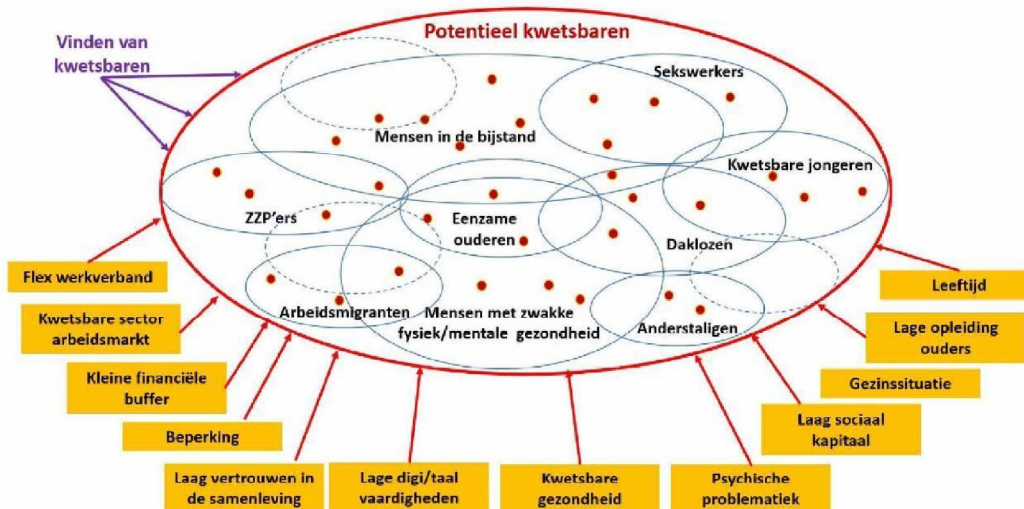 Potentieel kwetsbaren
Vinden van
kwetsbaren
Sekswerkers
Mensen in de bijstand
Kwetsbare jongeren
ZZP'ers
Eenzame
ouderen
Daklozen
Arbeidsmigranten
Mensen met zwakke
fysiek/mentale gezondheid
Anderstaligen
Flex werkverband
Kwetsbare sector
arbeidsmarkt
Kleine financiële
buffer
Beperking
Laag vertrouwen in
de samenleving
Lage digi/taal
vaardigheden
Kwetsbare
gezondheid
Psychische
problematiek
Laag sociaal
kapitaal
Gezinssituatie
Lage opleiding
ouders
Leeftijd